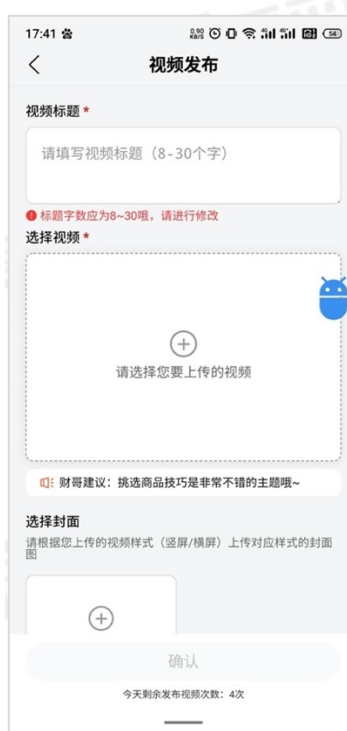 17:41
0.90 KB/S 56
视频发布
视频标题 *
请填写视频标题（8-30个字）
标题字数应为8~30哦，请进行修改
选择视频 *
请选择您要上传的视频
财哥建议：挑选商品技巧是非常不错的主题哦~
选择封面
请根据您上传的视频样式（竖屏/横屏）上传对应样式的封面
图
确认
今天剩余发布视频次数：4次